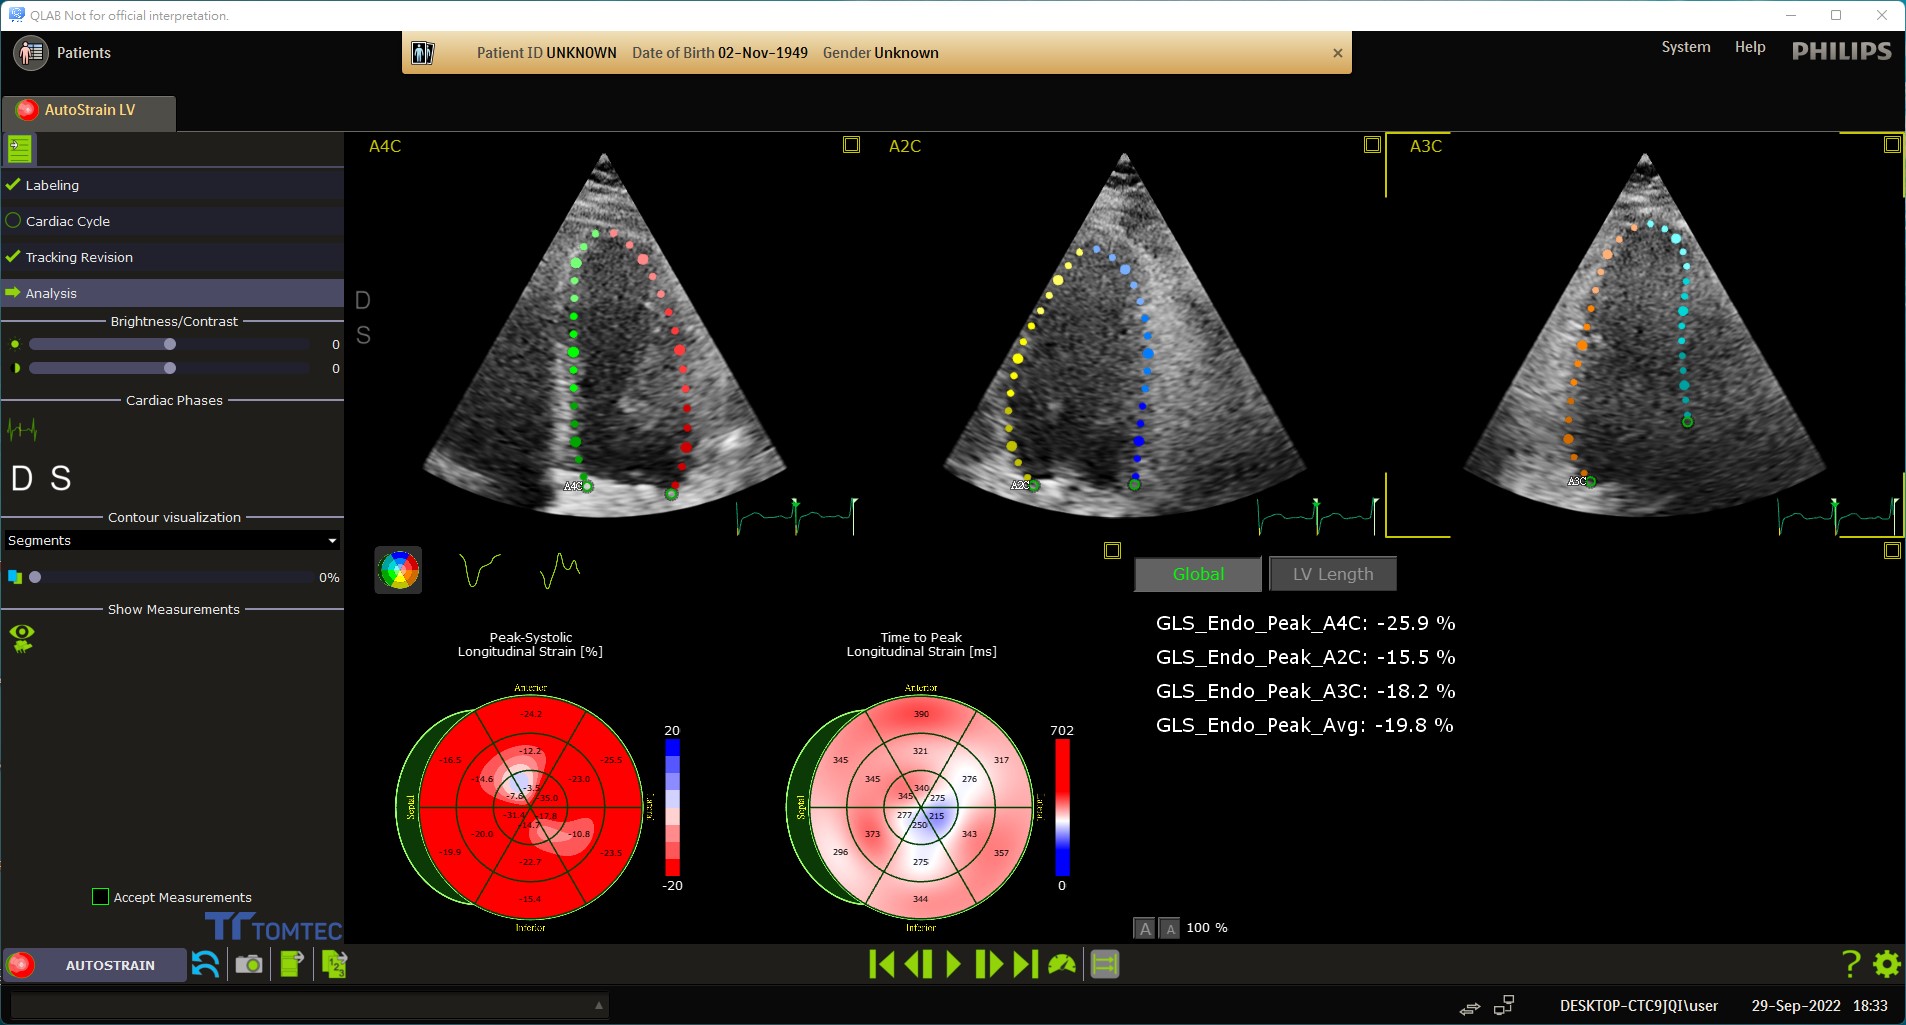 QLAB Not for official interpretation.
Patients
Patient ID UNKNOWN Date of Birth 02-Nov-1949 Gender Unknown
System Help PHILIPS
AutoStrain LV
Labeling
Cardiac Cycle
Tracking Revision
Analysis
Brightness/Contrast
0
0
Cardiac Phases
D S
Contour visualization
Segments
0%
Show Measurements
Accept Measurements
TOMTEC
A4C
A2C
A3C
D
S
A4C
A2C
A3C
Peak-Systolic
Longitudinal Strain [%]
Anterior
-24.2
-12.2
-16.5
-25.5
-14.6
-23.0
-3.5
-7.6
-35.0
Septal
-31.4
-17.8
-14.7
-20.0
-10.8
-19.9
-23.5
-22.7
-15.4
Inferior
20
-20
Time to Peak
Longitudinal Strain [ms]
Anterior
390
321
345
317
345
276
340
345
275
Septal
277
215
250
373
343
296
357
275
344
Inferior
702
0
Global
LV Length
GLS_Endo_Peak_A4C: -25.9 %
GLS_Endo_Peak_A2C: -15.5 %
GLS_Endo_Peak_A3C: -18.2 %
GLS_Endo_Peak_Avg: -19.8 %
A A 100 %
AUTOSTRAIN
DESKTOP-CTC9JQI\user 29-Sep-2022 18:33